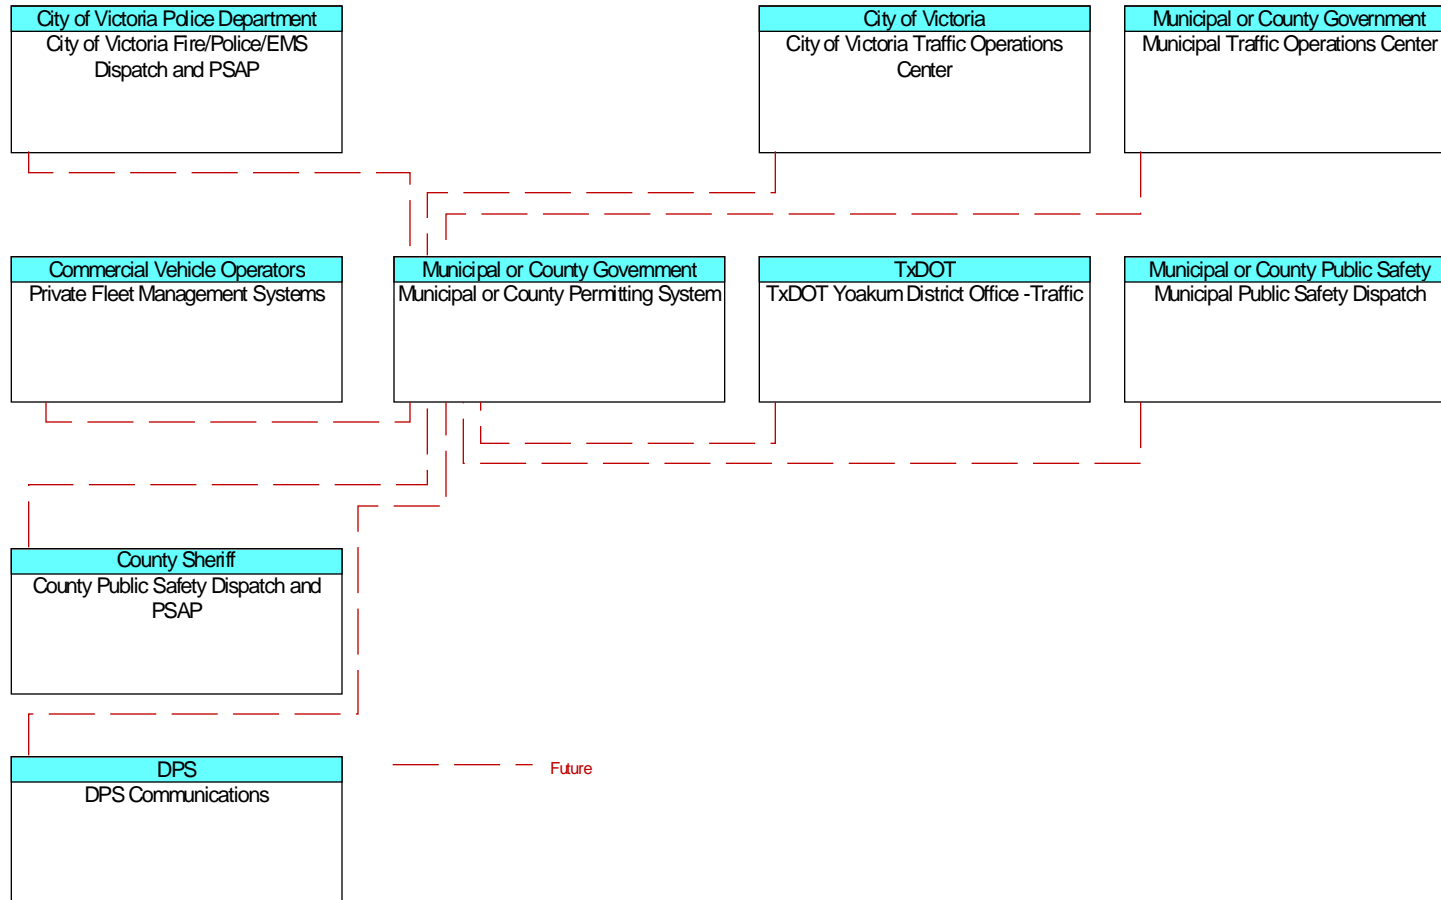 City of Victoria Police Department
City of Victoria Fire/Police/EMS
Dispatch and PSAP
City of Victoria
City of Victoria Traffic Operations
Center
Municipal or County Government
Municipal Traffic Operations Center
Commercial Vehicle Operators
Private Fleet Management Systems
Municipal or County Government
Municipal or County Permitting System
TxDOT
TxDOT Yoakum District Office -Traffic
Municipal or County Public Safety
Municipal Public Safety Dispatch
County Sheriff
County Public Safety Dispatch and
PSAP
DPS
DPS Communications
Future